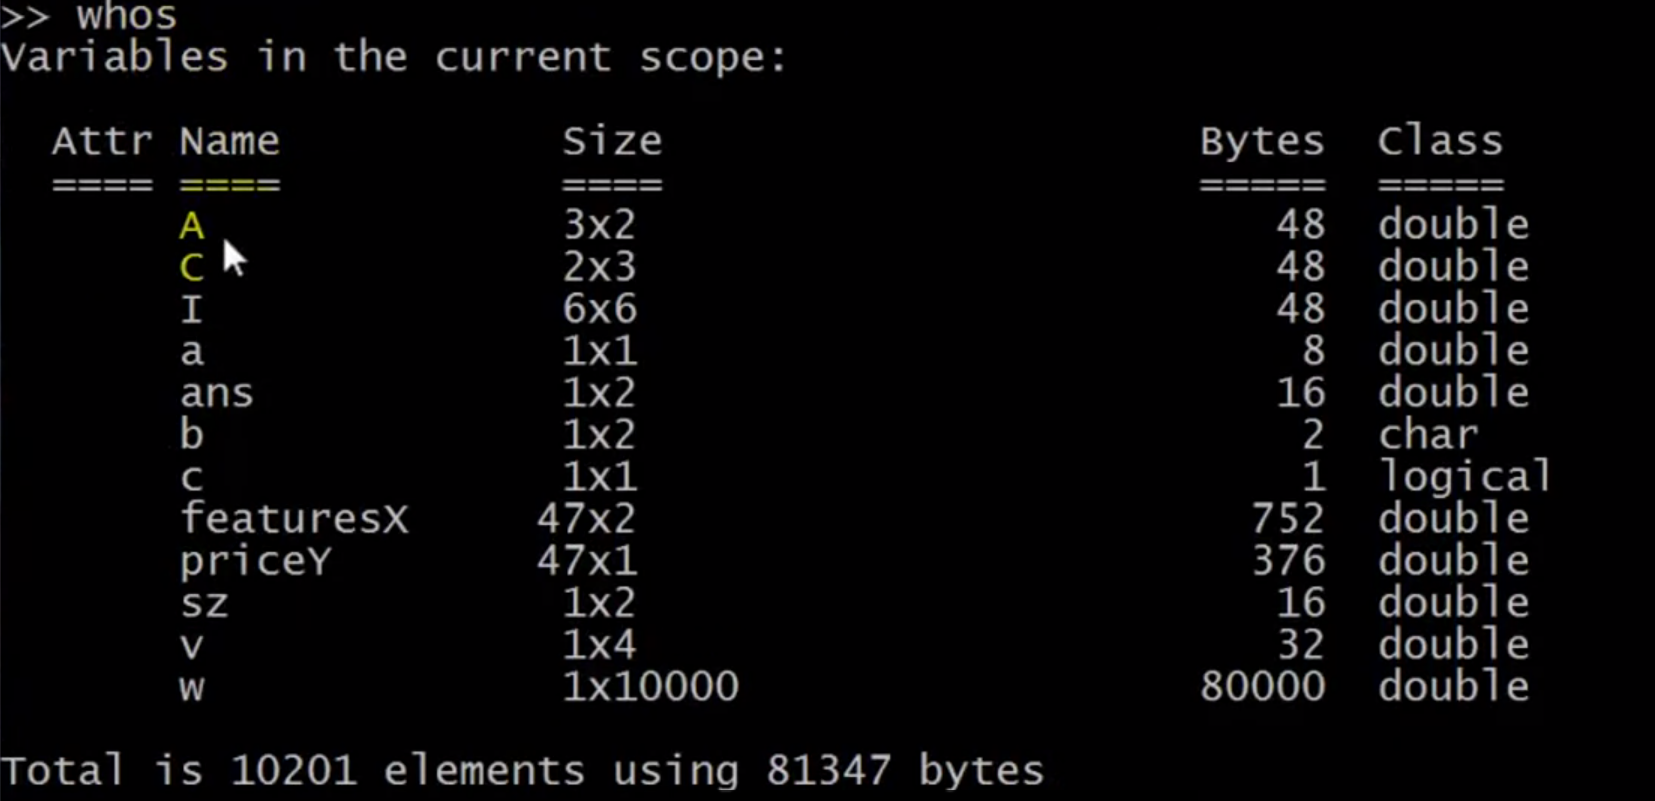 >> whos
Variables in the current scope:
Attr Name Size Bytes Class
==== ==== ==== ===== =====
A 3x2 48 double
C 2x3 48 double
I 6x6 48 double
a 1x1 8 double
ans 1x2 16 double
b 1x2 2 char
c 1x1 1 logical
featuresX 47x2 752 double
priceY 47x1 376 double
sz 1x2 16 double
v 1x4 32 double
w 1x10000 80000 double
Total is 10201 elements using 81347 bytes